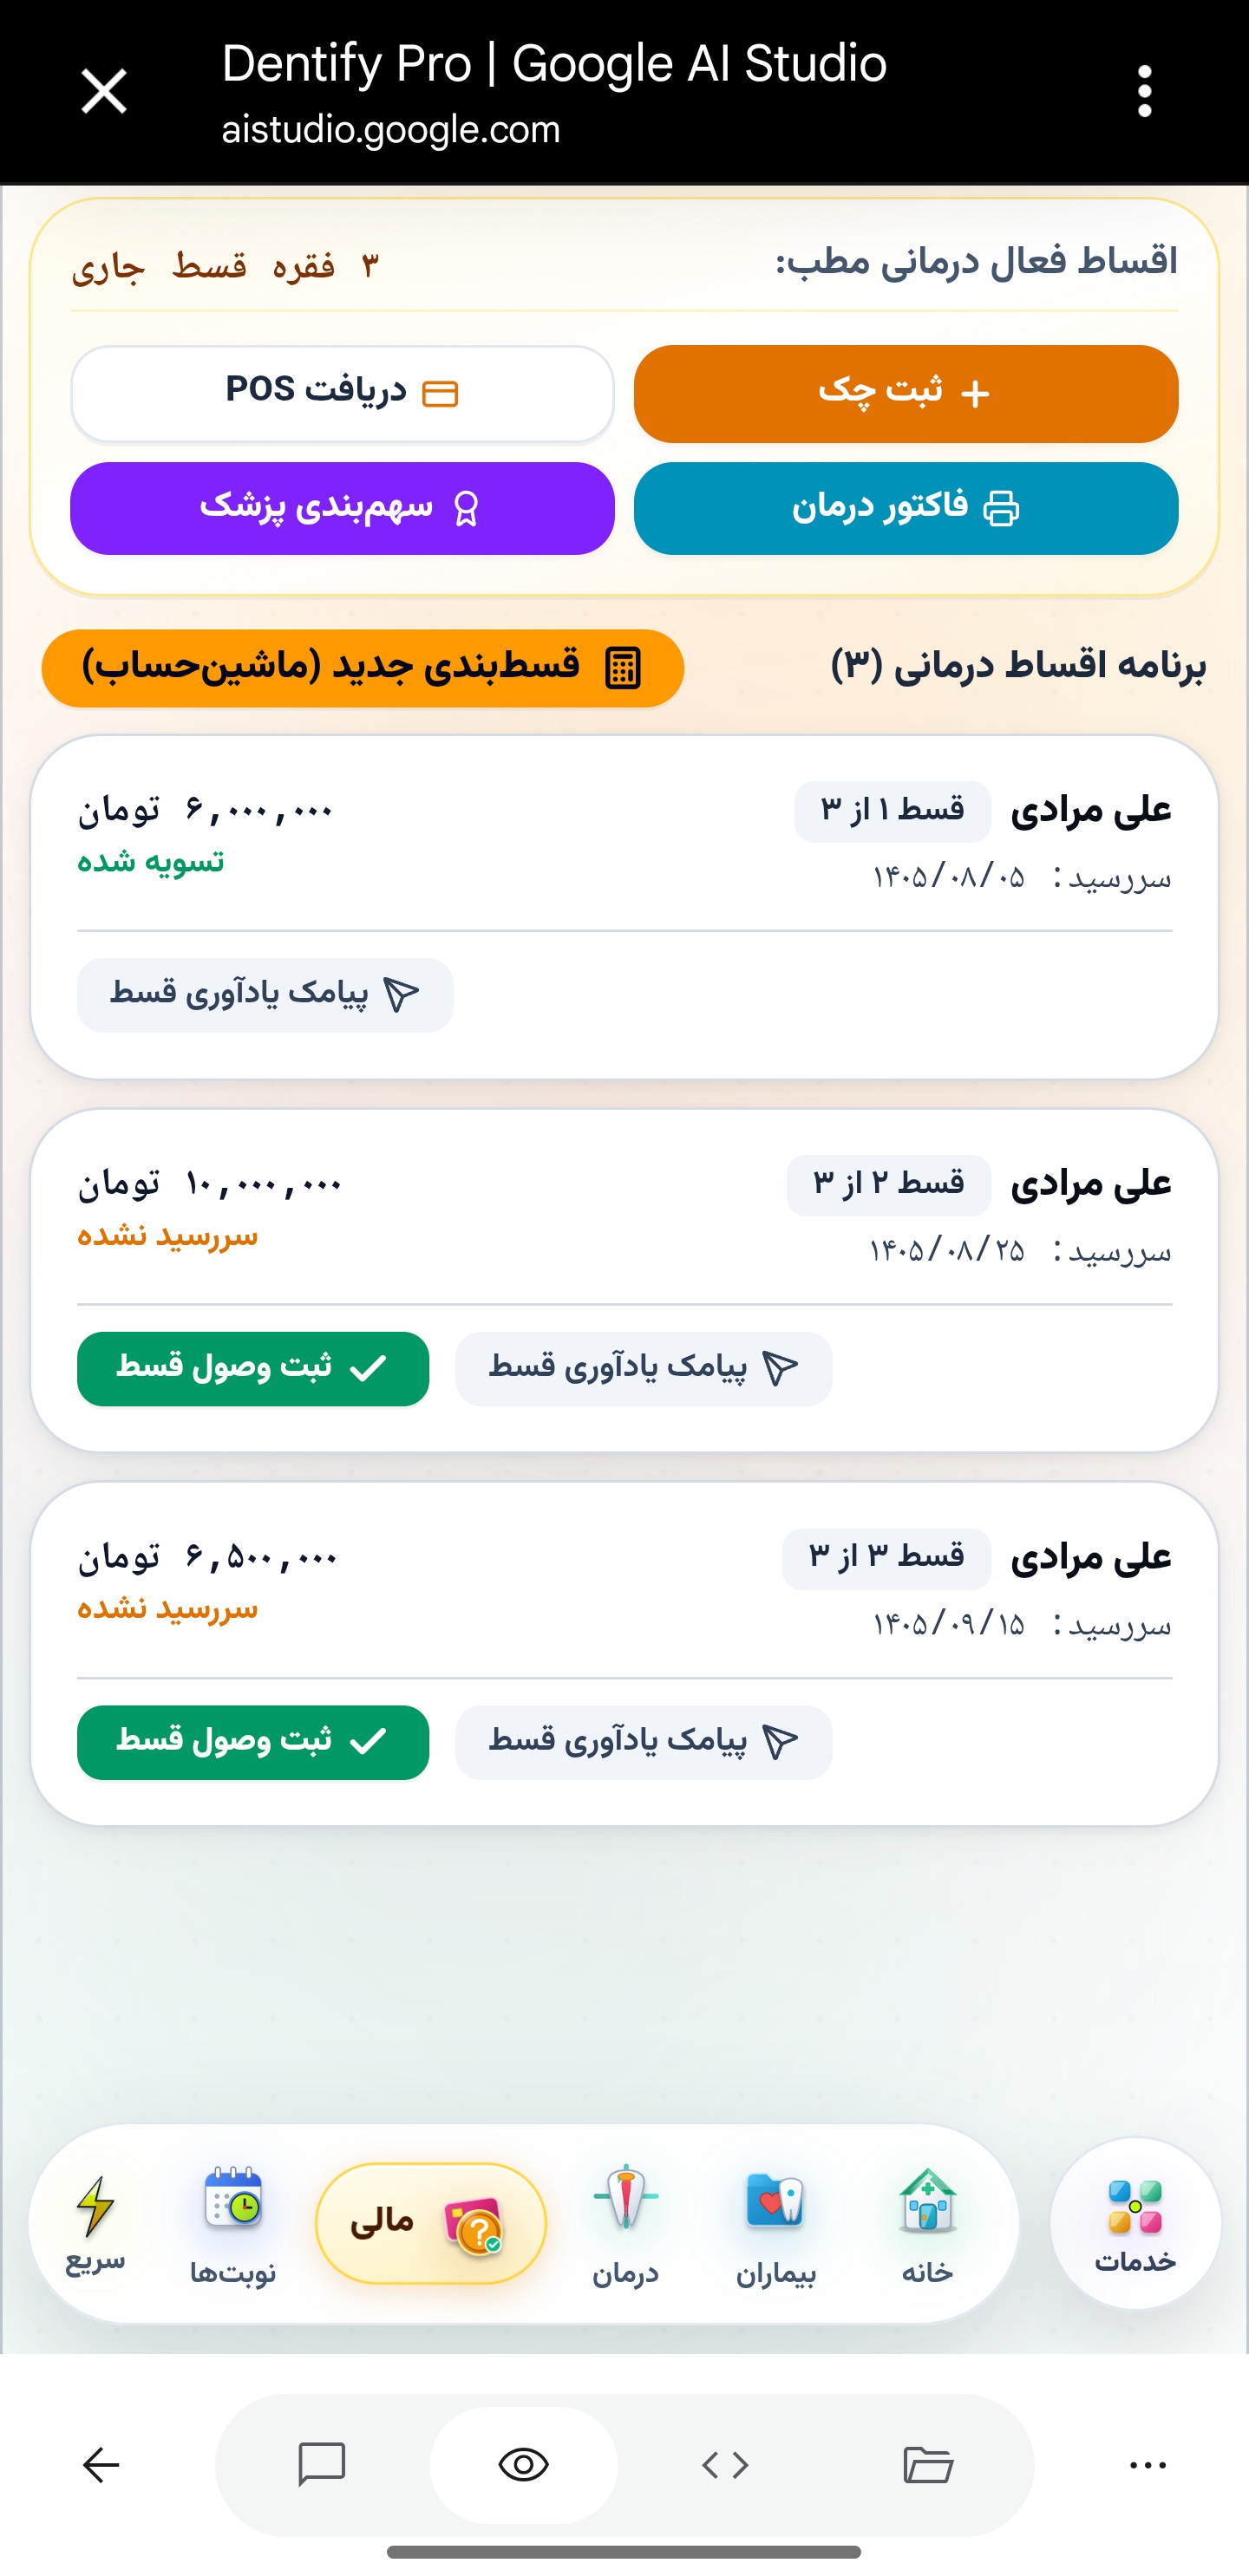 Dentify Pro | Google AI Studio
aistudio.google.com
اقساط فعال درمانی مطب:
۳ فقره قسط جاری
ثبت چک
دریافت POS
فاکتور درمان
سهم‌بندی پزشک
برنامه اقساط درمانی (۳)
قسط‌بندی جدید (ماشین‌حساب)
علی مرادی
قسط ۱ از ۳
۶,۰۰۰,۰۰۰ تومان
سررسید: ۱۴۰۵/۰۸/۰۵
تسویه شده
پیامک یادآوری قسط
علی مرادی
قسط ۲ از ۳
۱۰,۰۰۰,۰۰۰ تومان
سررسید: ۱۴۰۵/۰۸/۲۵
سررسید نشده
پیامک یادآوری قسط
ثبت وصول قسط
علی مرادی
قسط ۳ از ۳
۶,۵۰۰,۰۰۰ تومان
سررسید: ۱۴۰۵/۰۹/۱۵
سررسید نشده
پیامک یادآوری قسط
ثبت وصول قسط
خدمات
خانه
بیماران
درمان
مالی
نوبت‌ها
سریع